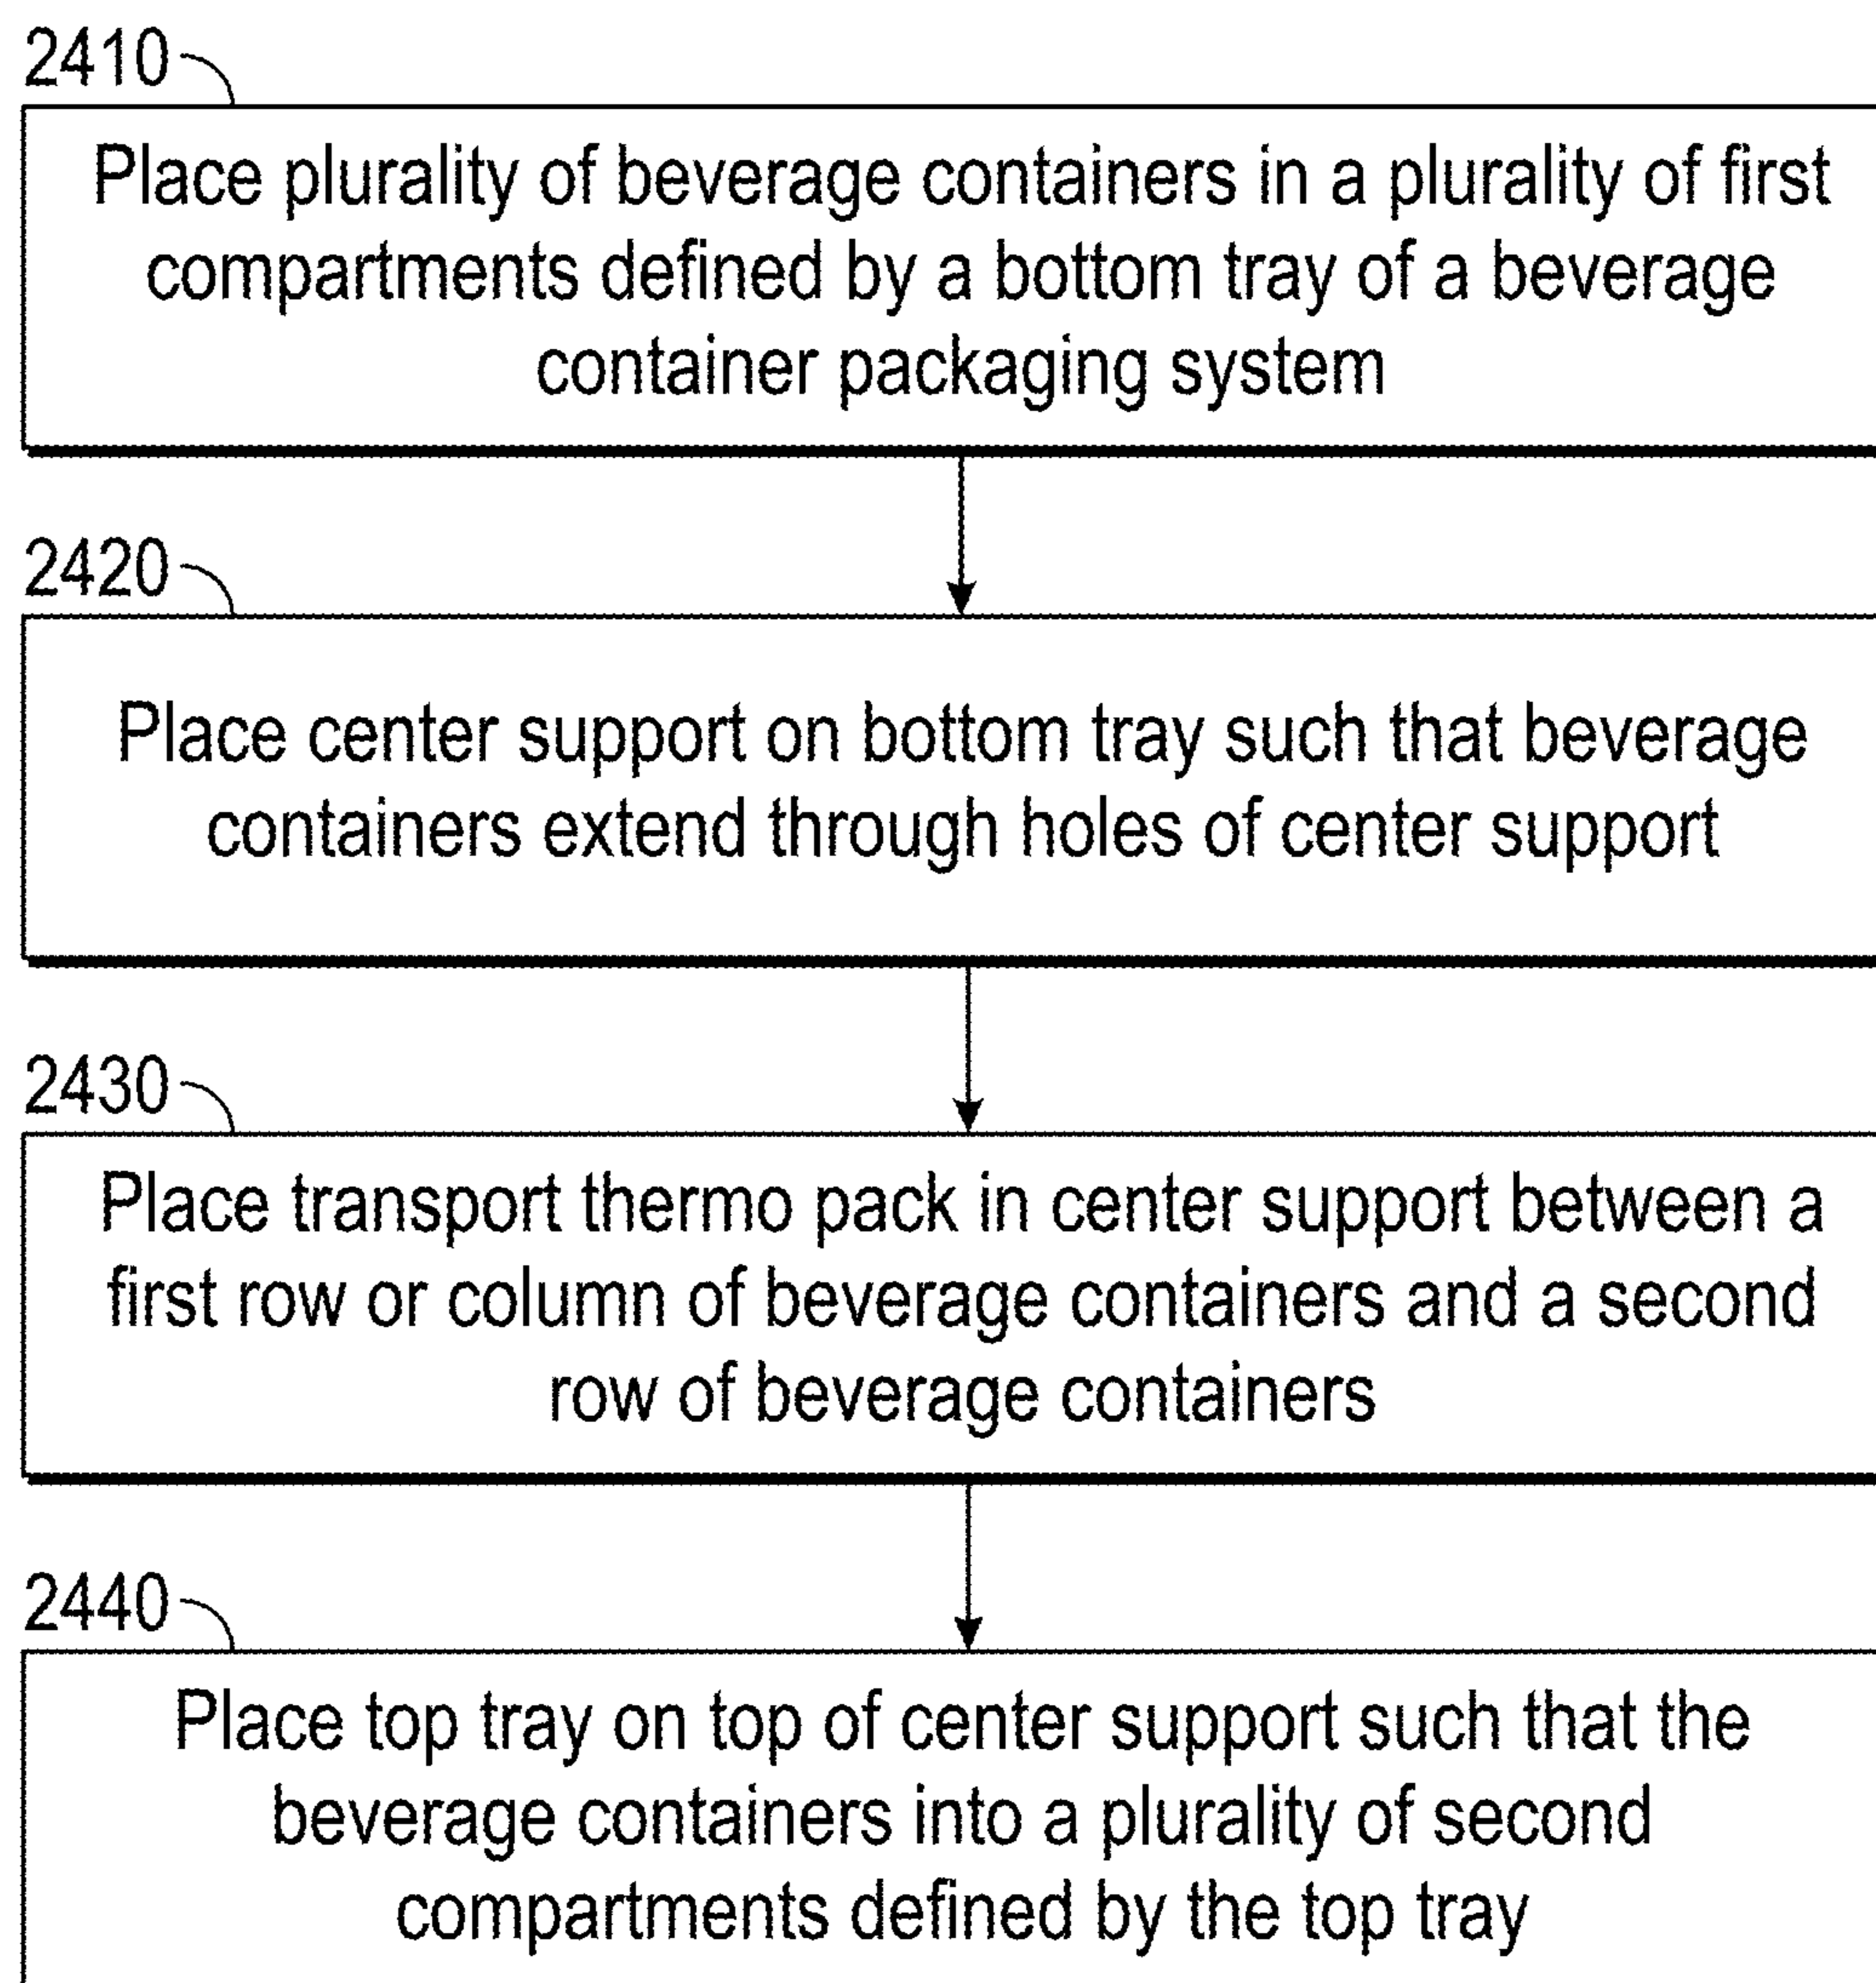 2410
Place plurality of beverage containers in a plurality of first
compartments defined by a bottom tray of a beverage
container packaging system
2420
Place center support on bottom tray such that beverage
containers extend through holes of center support
2430
Place transport thermo pack in center support between a
first row or column of beverage containers and a second
row of beverage containers
2440
Place top tray on top of center support such that the
beverage containers into a plurality of second
compartments defined by the top tray